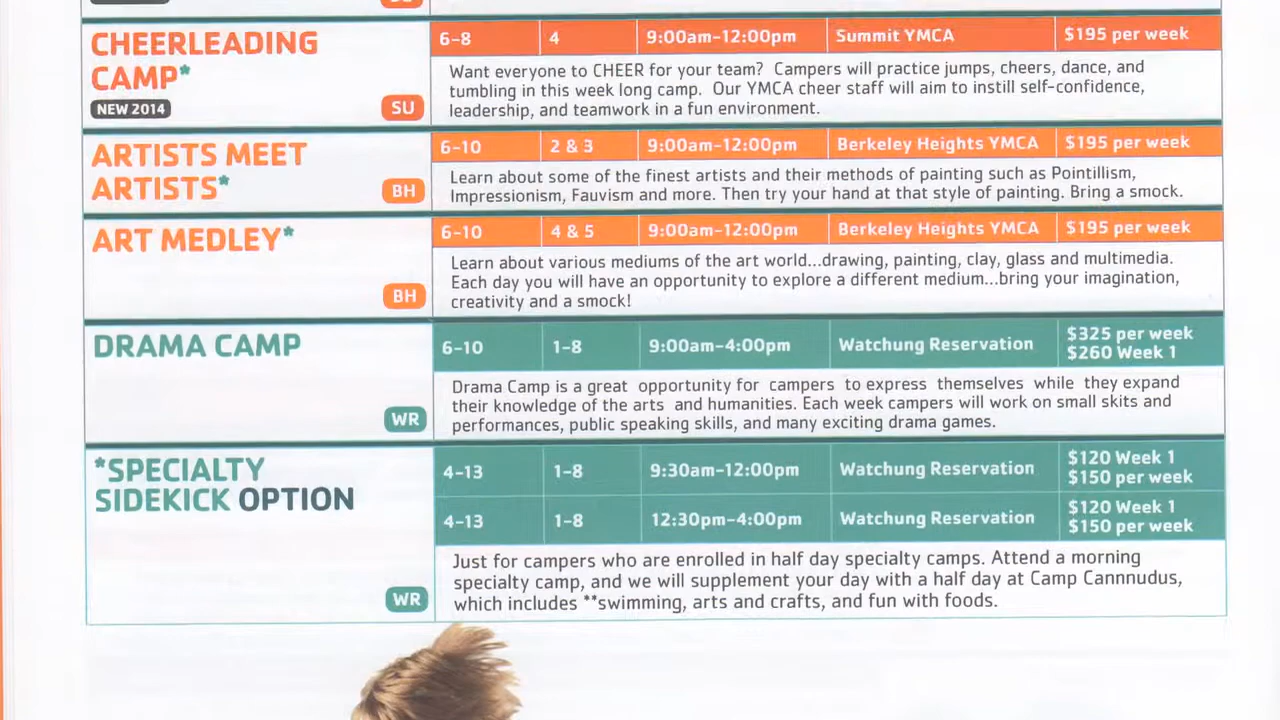 CHEERLEADING
CAMP*
NEW 2014
SU
6-8 4 9:00am-12:00pm Summit YMCA $195 per week
Want everyone to CHEER for your team? Campers will practice jumps, cheers, dance, and
tumbling in this week long camp. Our YMCA cheer staff will aim to instill self-confidence,
leadership, and teamwork in a fun environment.
ARTISTS MEET
ARTISTS*
BH
6-10 2 & 3 9:00am-12:00pm Berkeley Heights YMCA $195 per week
Learn about some of the finest artists and their methods of painting such as Pointillism,
Impressionism, Fauvism and more. Then try your hand at that style of painting. Bring a smock.
ART MEDLEY*
BH
6-10 4 & 5 9:00am-12:00pm Berkeley Heights YMCA $195 per week
Learn about various mediums of the art world...drawing, painting, clay, glass and multimedia.
Each day you will have an opportunity to explore a different medium...bring your imagination,
creativity and a smock!
DRAMA CAMP
WR
6-10 1-8 9:00am-4:00pm Watchung Reservation $325 per week
$260 Week 1
Drama Camp is a great opportunity for campers to express themselves while they expand
their knowledge of the arts and humanities. Each week campers will work on small skits and
performances, public speaking skills, and many exciting drama games.
*SPECIALTY
SIDEKICK OPTION
WR
4-13 1-8 9:30am-12:00pm Watchung Reservation $120 Week 1
$150 per week
4-13 1-8 12:30pm-4:00pm Watchung Reservation $120 Week 1
$150 per week
Just for campers who are enrolled in half day specialty camps. Attend a morning
specialty camp, and we will supplement your day with a half day at Camp Cannnudus,
which includes **swimming, arts and crafts, and fun with foods.